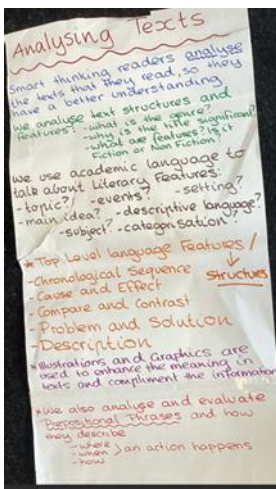 Analysing Texts
Smart thinking readers analyse
the texts that they read, so they
have a better understanding
We analyse text structures and
features? - what is the genre?
- why is the title significant?
- what are features? Is it
Fiction or Non Fiction?
We use academic language to
talk about Literary Features:
- topic? - events? - setting?
- main idea? - descriptive language?
- subject? - categorisation?
* Top Level language Features /
Structures
- Chronological Sequence
- Cause and Effect
- Compare and Contrast
- Problem and Solution
- Description
* Illustrations and Graphics are
used to enhance the meaning in
texts and compliment the information
* We also analyse and evaluate
Prepositional Phrases and how
they describe
- where
- when } an action happens
- how